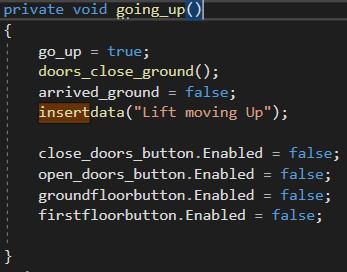 private void going_up()
{
go_up = true;
doors_close_ground();
arrived_ground = false;
insertdata("Lift moving Up");
close_doors_button.Enabled = false;
open_doors_button.Enabled = false;
groundfloorbutton.Enabled = false;
firstfloorbutton.Enabled = false;
}